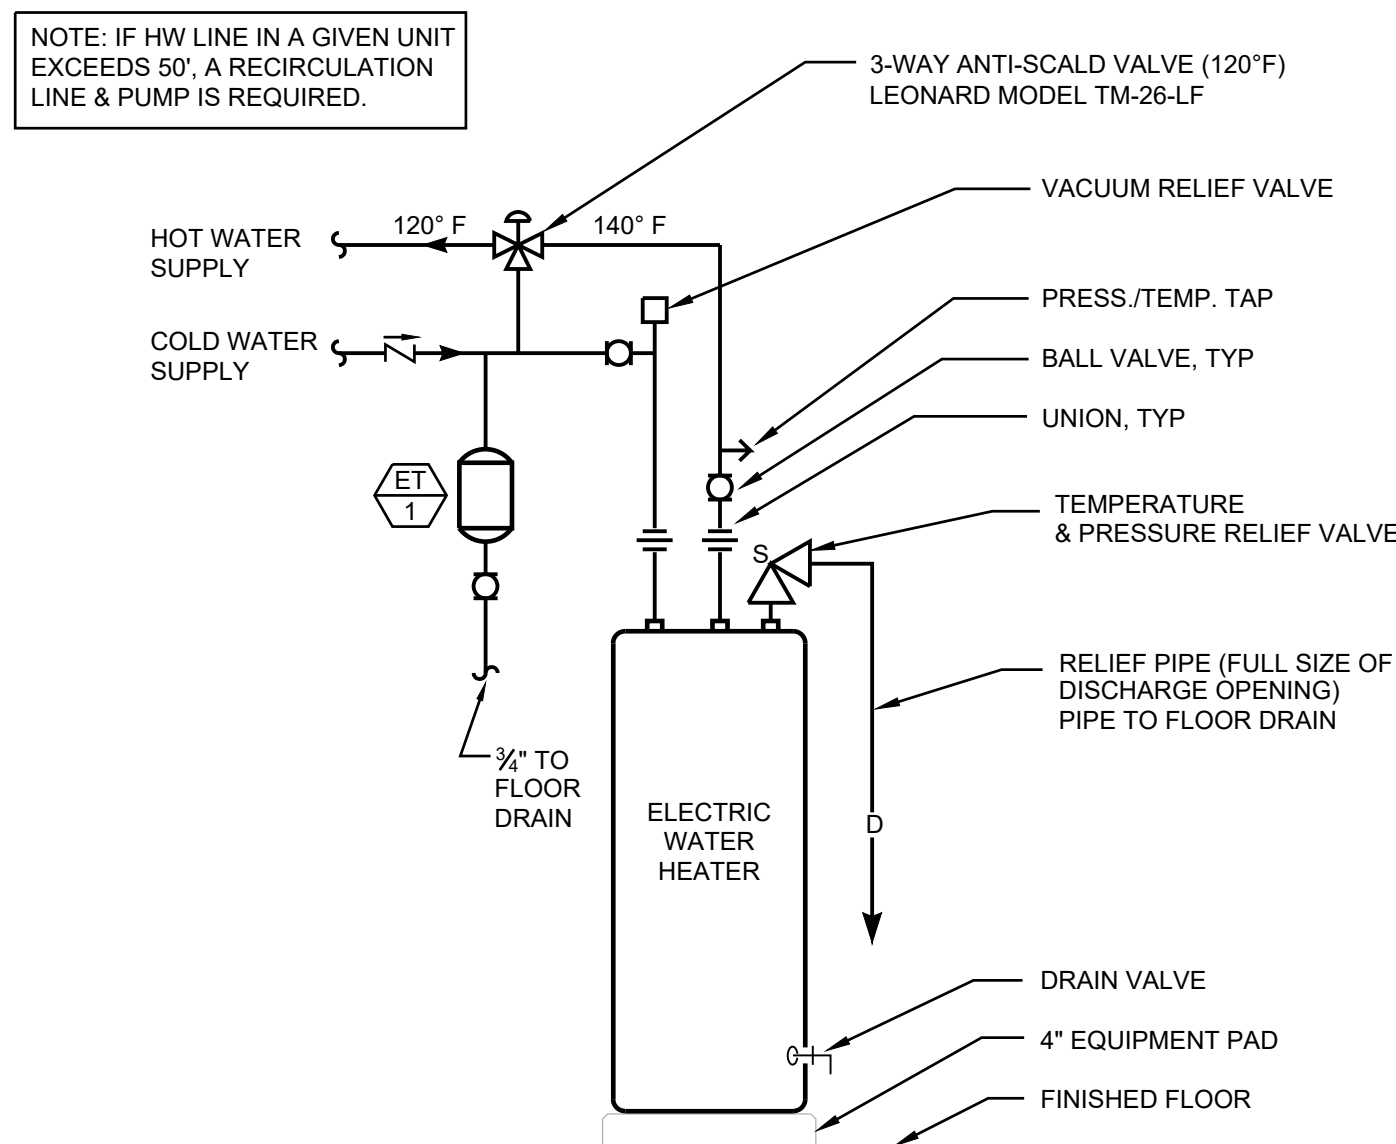 NOTE: IF HW LINE IN A GIVEN UNIT
EXCEEDS 50', A RECIRCULATION
LINE & PUMP IS REQUIRED.
3-WAY ANTI-SCALD VALVE (120°F)
LEONARD MODEL TM-26-LF
VACUUM RELIEF VALVE
120° F
140° F
HOT WATER
SUPPLY
PRESS./TEMP. TAP
COLD WATER
SUPPLY
BALL VALVE, TYP
UNION, TYP
ET
1
TEMPERATURE
& PRESSURE RELIEF VALVE
S
RELIEF PIPE (FULL SIZE OF
DISCHARGE OPENING)
PIPE TO FLOOR DRAIN
¾" TO
FLOOR
DRAIN
ELECTRIC
WATER
HEATER
D
DRAIN VALVE
4" EQUIPMENT PAD
FINISHED FLOOR